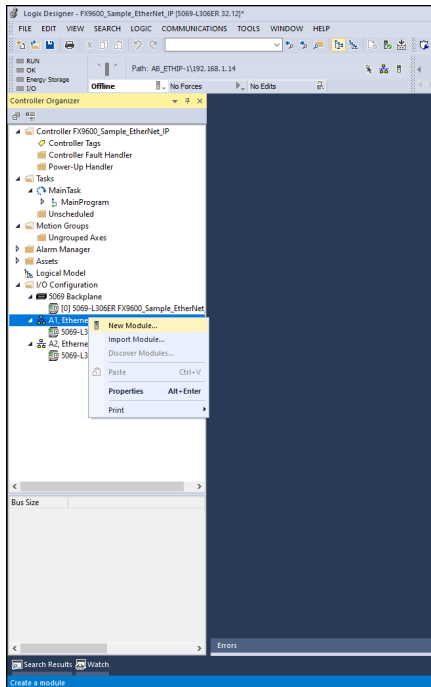 Logix Designer - FX9600_Sample_EtherNet_IP [5069-L306ER 32.12]*
FILE EDIT VIEW SEARCH LOGIC COMMUNICATIONS TOOLS WINDOW HELP
RUN
OK
Energy Storage
I/O
Path: AB_ETHIP-1\192.168.1.14
Offline No Forces No Edits
Controller Organizer
Controller FX9600_Sample_EtherNet_IP
Controller Tags
Controller Fault Handler
Power-Up Handler
Tasks
MainTask
MainProgram
Unscheduled
Motion Groups
Ungrouped Axes
Alarm Manager
Assets
Logical Model
I/O Configuration
5069 Backplane
[0] 5069-L306ER FX9600_Sample_EtherNet
A1, Etherne
5069-L3
A2, Etherne
5069-L3
New Module...
Import Module...
Discover Modules...
Paste Ctrl+V
Properties Alt+Enter
Print
Bus Size
Errors
Search Results Watch
Create a module